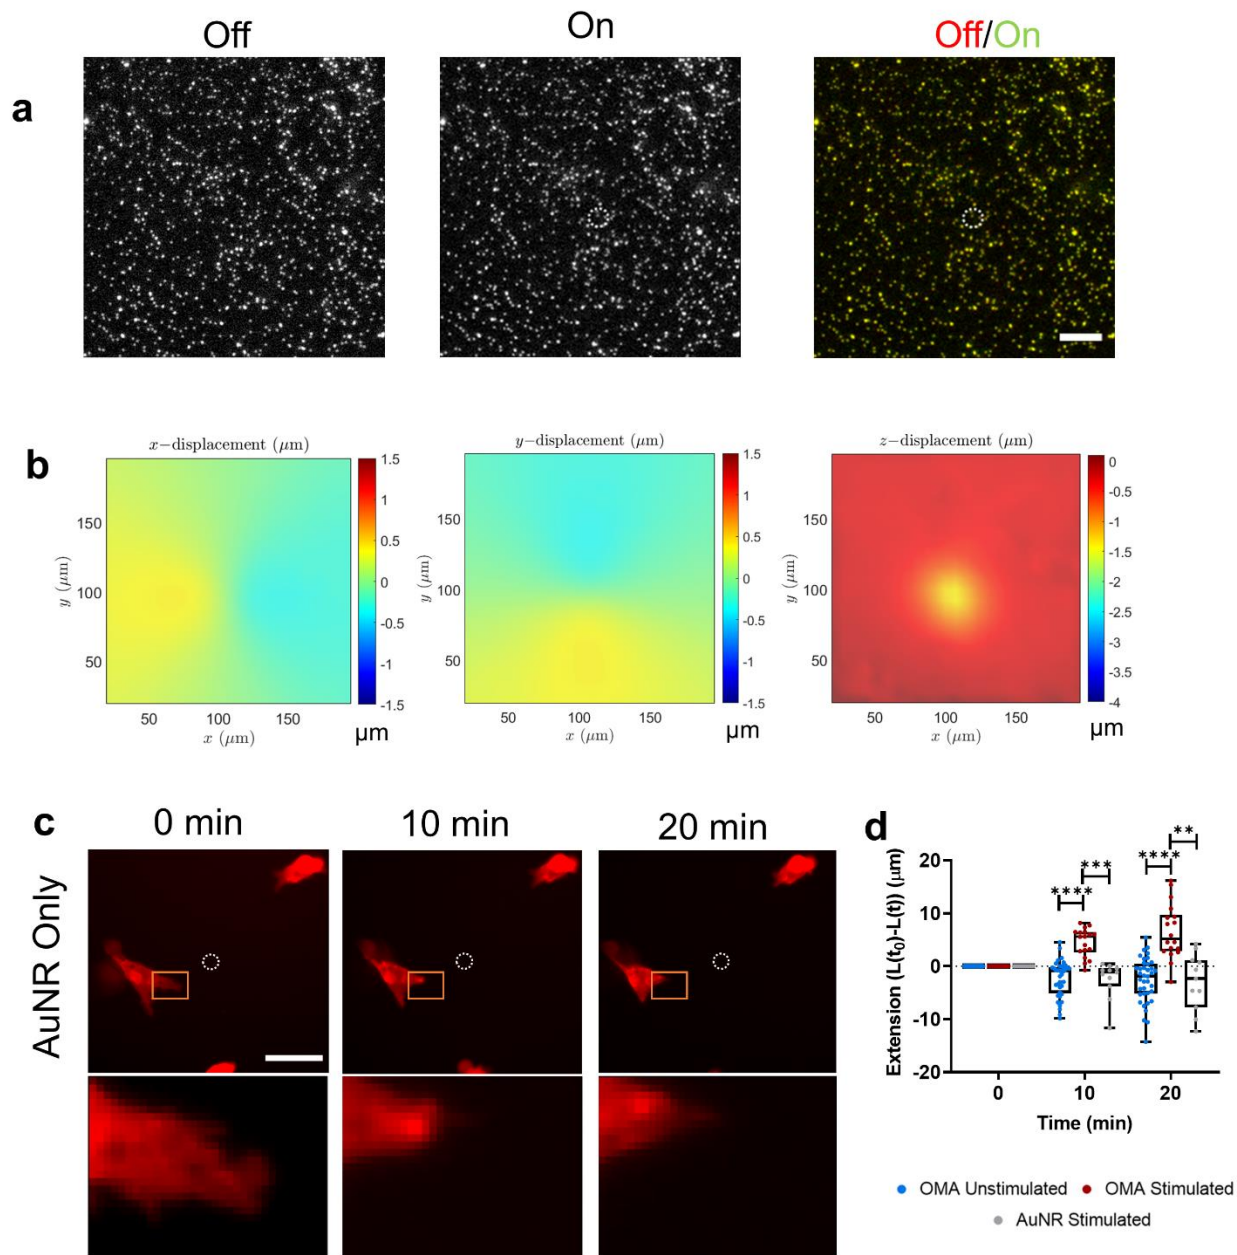 Off
On
Off/On
a
b
x−displacement (μm)
1.5
1
0.5
0
-0.5
-1
-1.5
150
100
50
y (μm)
50
100
150
x (μm)
μm
y−displacement (μm)
1.5
1
0.5
0
-0.5
-1
-1.5
150
100
50
y (μm)
50
100
150
x (μm)
μm
z−displacement (μm)
0
-0.5
-1
-1.5
-2
-2.5
-3
-3.5
-4
150
100
50
y (μm)
50
100
150
x (μm)
μm
c
0 min
10 min
20 min
AuNR Only
d
Extension (L(t₀)-L(t)) (μm)
20
10
0
-10
-20
****
***
****
**
0
10
20
Time (min)
OMA Unstimulated
OMA Stimulated
AuNR Stimulated